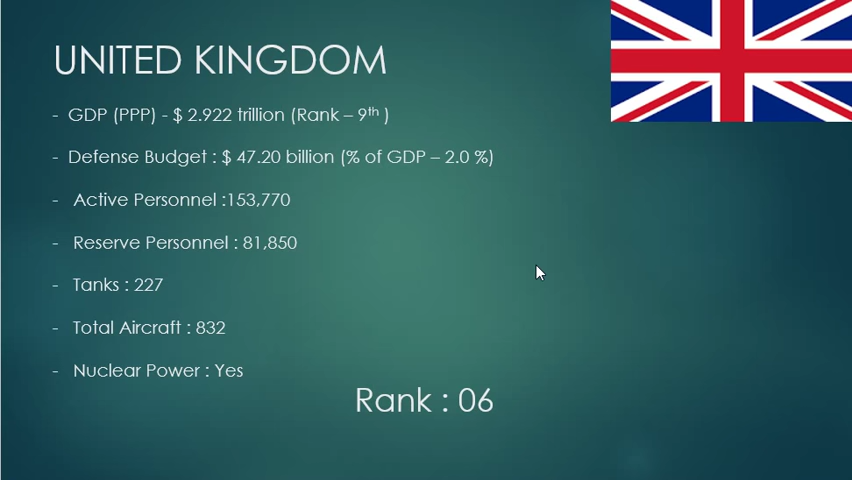 UNITED KINGDOM
- GDP (PPP) - $ 2.922 trillion (Rank – 9th )
- Defense Budget : $ 47.20 billion (% of GDP – 2.0 %)
- Active Personnel :153,770
- Reserve Personnel : 81,850
- Tanks : 227
- Total Aircraft : 832
- Nuclear Power : Yes
Rank : 06